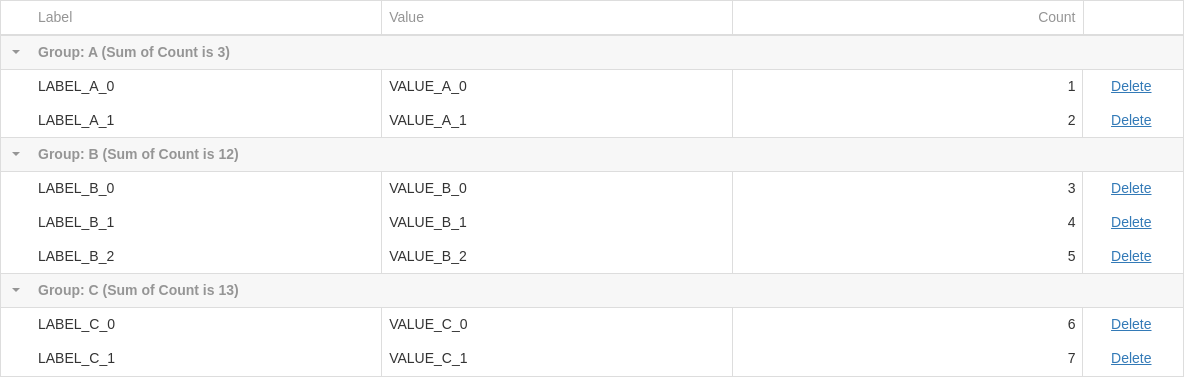 Label Value Count
Group: A (Sum of Count is 3)
LABEL_A_0 VALUE_A_0 1 Delete
LABEL_A_1 VALUE_A_1 2 Delete
Group: B (Sum of Count is 12)
LABEL_B_0 VALUE_B_0 3 Delete
LABEL_B_1 VALUE_B_1 4 Delete
LABEL_B_2 VALUE_B_2 5 Delete
Group: C (Sum of Count is 13)
LABEL_C_0 VALUE_C_0 6 Delete
LABEL_C_1 VALUE_C_1 7 Delete